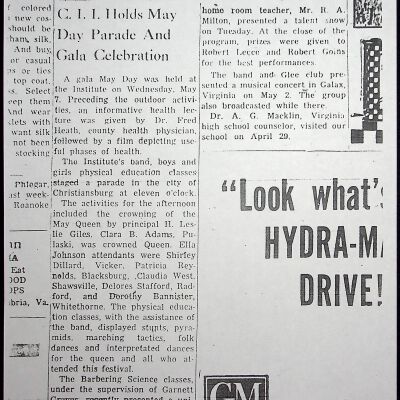 f colored
new cos-
should be
ham, silk,
And buy,
or casual
ps or ties
top coat.
s. Select
eep them
And wear
kets with
want silk
not been
stocking
Phlegar,
ast week-
Roanoke
Eat
OOD
OPS
bria, Va.
C. I. I. Holds May
Day Parade And
Gala Celebration
A gala May Day was held at
the Institute on Wednesday, May
7. Preceding the outdoor activi-
ties, an informative health lec-
ture was given by Dr. Fred
Heath, county health physician,
followed by a film depicting use-
ful phases of health.
The Institute's band, boys and
girls physical education classes
staged a parade in the city of
Christiansburg at eleven o'clock.
The activities for the afternoon
included the crowning of the
May Queen by principal H. Les-
lie Giles. Clara B. Adams, Pu-
laski, was crowned Queen. Ella
Johnson attendants were Shirley
Dillard, Vicker, Patricia Rey-
nolds, Blacksburg, Claudia West,
Shawsville, Delores Stafford, Rad-
ford, and Dorothy Bannister,
Whitethorne. The physical educa-
tion classes, with the assistance of
the band, displayed stunts, pyra-
mids, marching tactics, folk
dances and interpretated dances
for the queen and all who at-
tended this festival.
The Barbering Science classes,
under the supervision of Garnett
recently presented a
home room teacher, Mr. R. A.
Milton, presented a talent show
on Tuesday. At the close of the
program, prizes were given to
Robert Lecce and Robert Goins
for the best performances.
The band and Glee club pre-
sented a musical concert in Galax,
Virginia on May 2. The group
also broadcasted while there.
Dr. A. G. Macklin, Virginia
high school counselor, visited our
school on April 29.
"Look what's
HYDRA-MA
DRIVE!
GM